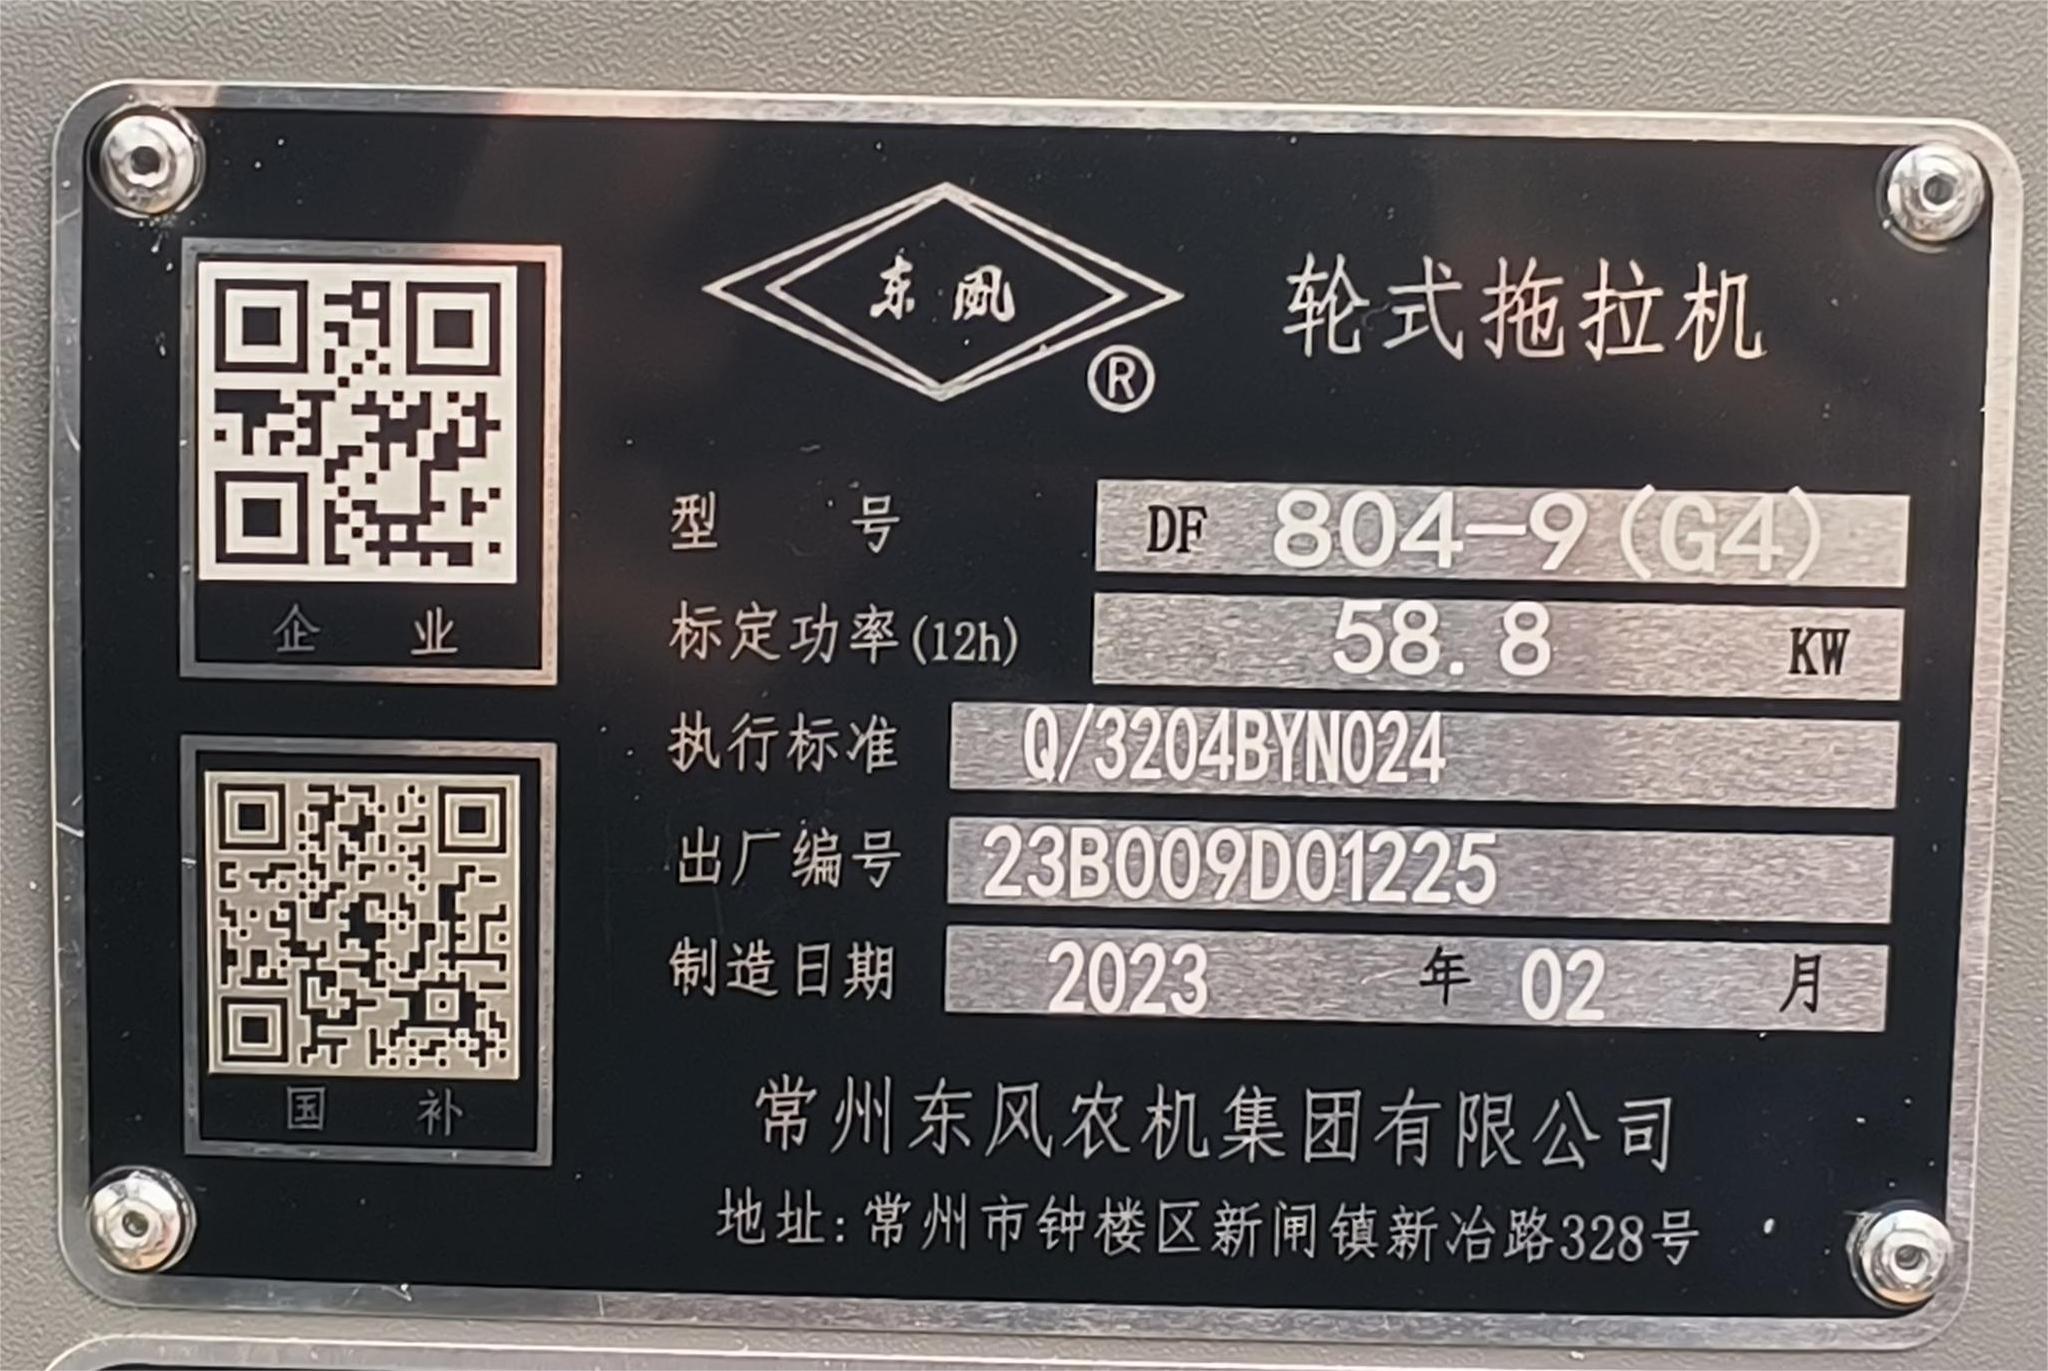 东风
®
轮式拖拉机
企 业
型 号 DF 804-9(G4)
标定功率(12h) 58.8 KW
执行标准 Q/3204BYN024
出厂编号 23B009D01225
制造日期 2023 年 02 月
国 补
常州东风农机集团有限公司
地址:常州市钟楼区新闸镇新冶路328号